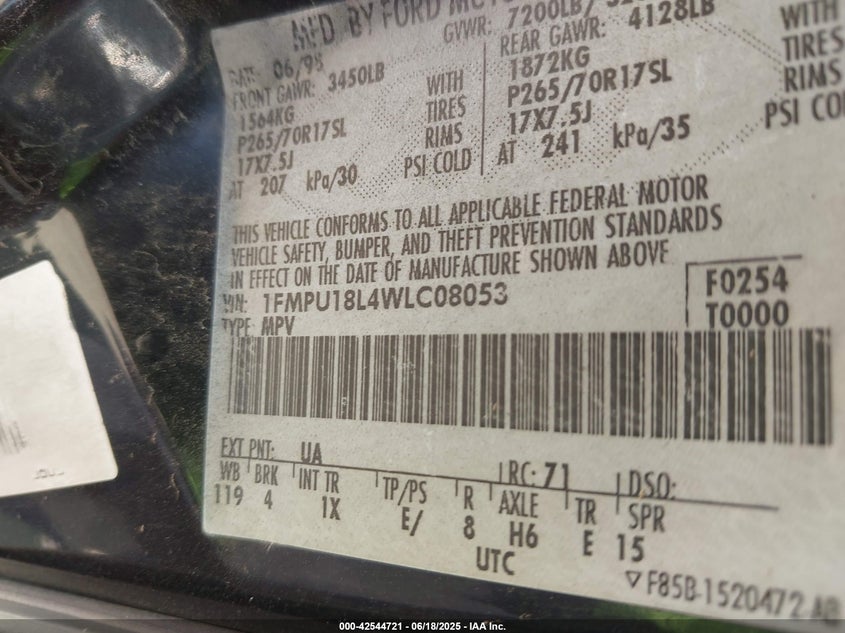 MFD. BY FORD MOTO
GVWR: 7200LB/
DATE: 06/98
FRONT GAWR: 3450LB
1564KG
P265/70R17SL
17X7.5J
AT 207 kPa/30
WITH
TIRES
RIMS
PSI COLD
REAR GAWR: 4128LB
1872KG
P265/70R17SL
17X7.5J
AT 241 kPa/35
WITH
TIRES
RIMS
PSI COL
THIS VEHICLE CONFORMS TO ALL APPLICABLE FEDERAL MOTOR
VEHICLE SAFETY, BUMPER, AND THEFT PREVENTION STANDARDS
IN EFFECT ON THE DATE OF MANUFACTURE SHOWN ABOVE
VIN: 1FMPU18L4WLC08053
TYPE: MPV
F0254
T0000
EXT PNT: UA
RC: 71
DSO:
WB BRK INT TR TP/PS R AXLE TR SPR
119 4 1X E/ 8 H6 E 15
UTC
F85B-1520472
000-42544721 - 06/18/2025 - IAA Inc.